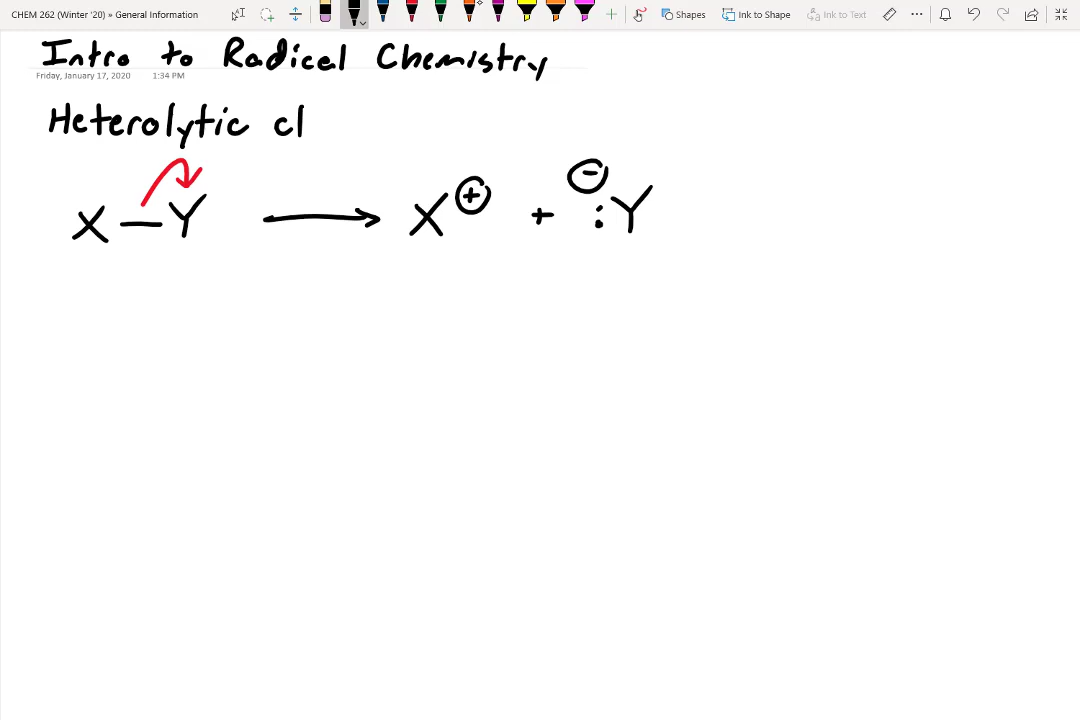 CHEM 262 (Winter '20) » General Information
Shapes
Ink to Shape
Ink to Text
Intro to Radical Chemistry
Friday, January 17, 2020 1:34 PM
Heterolytic cl
X — Y ⟶ X⊕ + ⊖:Y